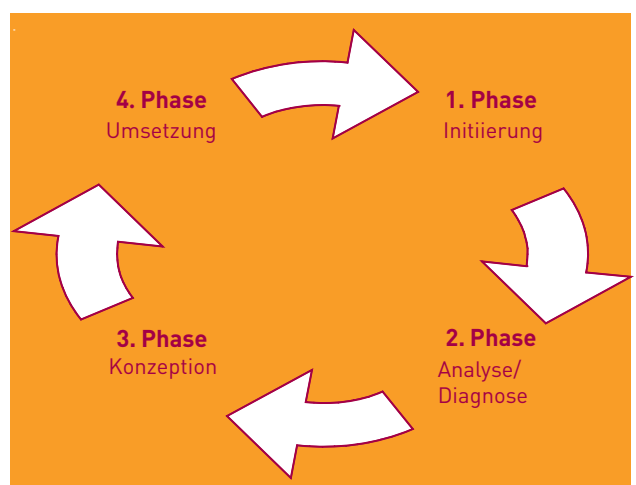 1. Phase
Initiierung
2. Phase
Analyse/
Diagnose
3. Phase
Konzeption
4. Phase
Umsetzung